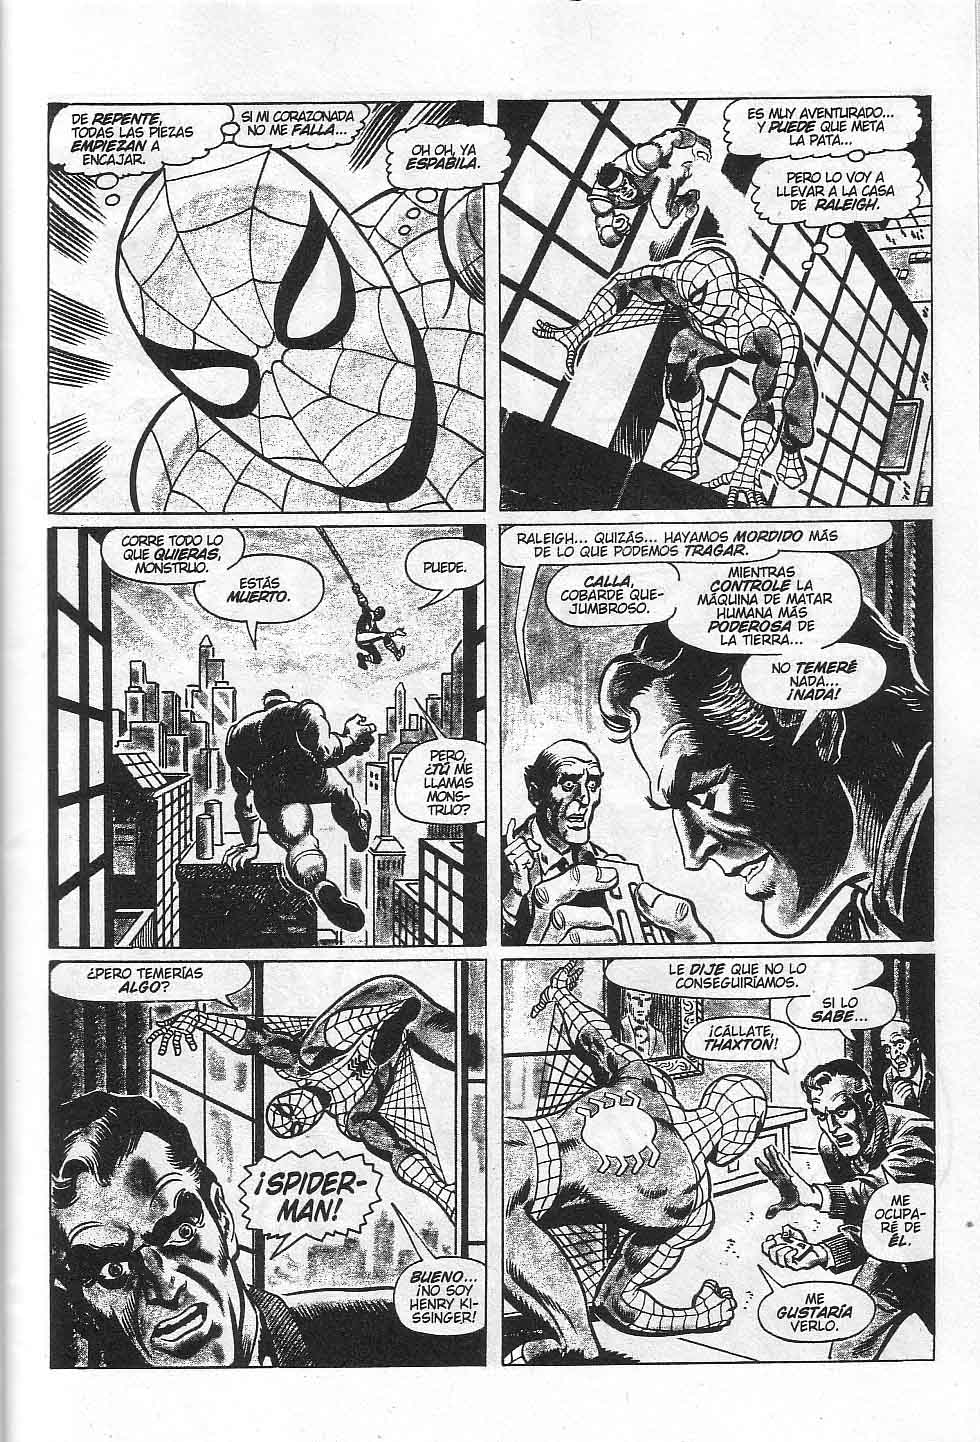 DE REPENTE,
TODAS LAS PIEZAS
EMPIEZAN A
ENCAJAR.
SI MI CORAZONADA
NO ME FALLA...
OH OH, YA
ESPABILA.
ES MUY AVENTURADO...
Y PUEDE QUE META
LA PATA...
PERO LO VOY A
LLEVAR A LA CASA
DE RALEIGH.
CORRE TODO LO
QUE QUIERAS,
MONSTRUO.
ESTÁS
MUERTO.
PUEDE.
PERO,
¿TÚ ME
LLAMAS
MONS-
TRUO?
RALEIGH... QUIZÁS... HAYAMOS MORDIDO MÁS
DE LO QUE PODEMOS TRAGAR.
CALLA,
COBARDE QUE-
JUMBROSO.
MIENTRAS
CONTROLE LA
MÁQUINA DE MATAR
HUMANA MÁS
PODEROSA DE
LA TIERRA...
NO TEMERÉ
NADA...
¡NADA!
¿PERO TEMERÍAS
ALGO?
¡SPIDER-
MAN!
BUENO...
¡NO SOY
HENRY KI-
SSINGER!
LE DIJE QUE NO LO
CONSEGUIRÍAMOS.
SI LO
SABE...
¡CÁLLATE,
THAXTON!
ME
OCUPA-
RÉ DE
ÉL.
ME
GUSTARÍA
VERLO.